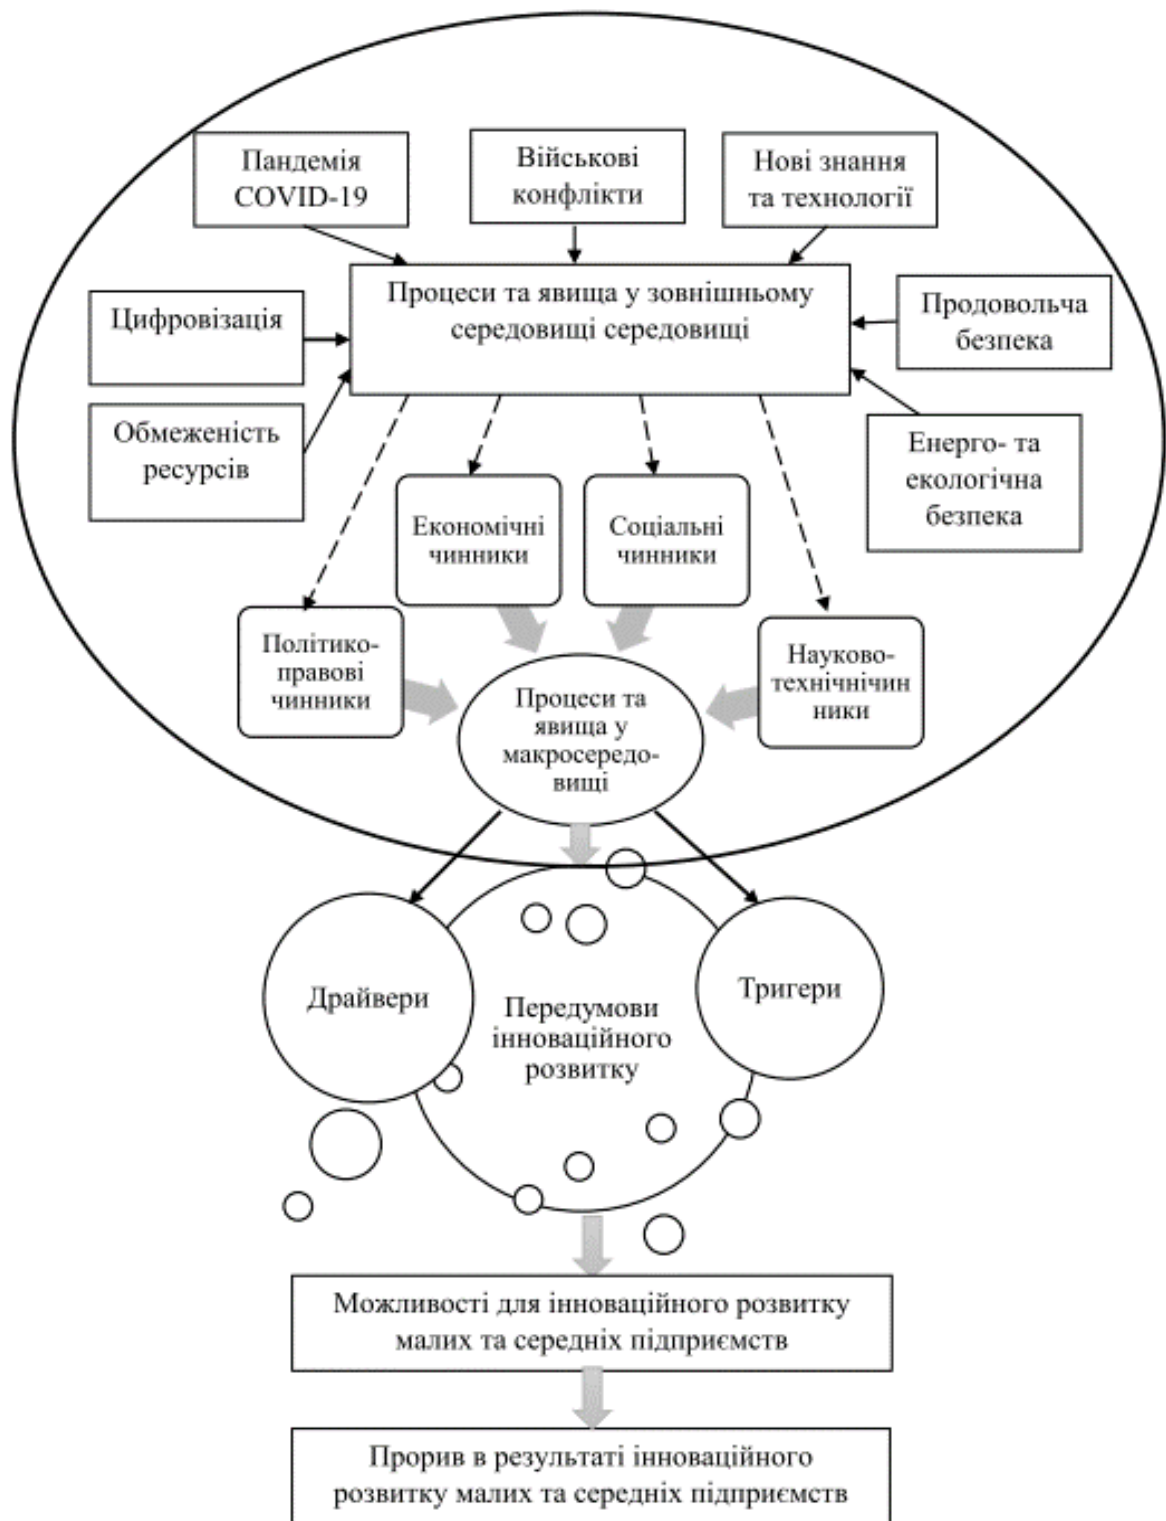 Пандемія
COVID-19
Військові
конфлікти
Нові знання
та технології
Процеси та явища у зовнішньому
середовищі середовищі
Цифровізація
Продовольча
безпека
Обмеженість
ресурсів
Енерго- та
екологічна
безпека
Економічні
чинники
Соціальні
чинники
Політико-
правові
чинники
Науково-
технічнічин
ники
Процеси та
явища у
макросередо-
вищі
Драйвери
Передумови
інноваційного
розвитку
Тригери
Можливості для інноваційного розвитку
малих та середніх підприємств
Прорив в результаті інноваційного
розвитку малих та середніх підприємств